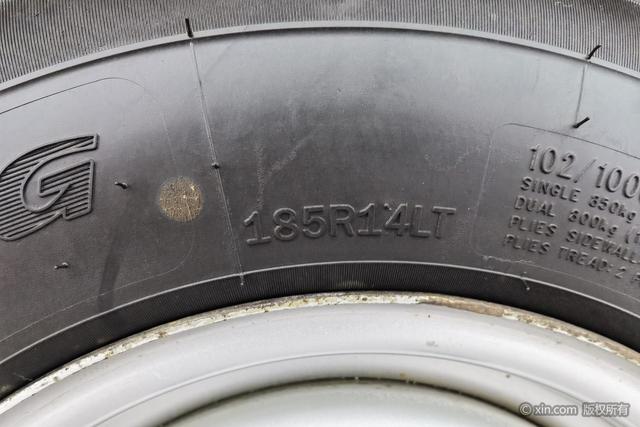 G
185R14LT
102/100
SINGLE 850kg
DUAL 800kg
PLIES SIDEWALL
PLIES TREAD: 2
© xin.com 版权所有